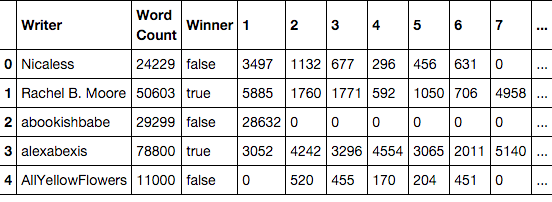 Writer Word Count Winner 1 2 3 4 5 6 7 ...
0 Nicaless 24229 false 3497 1132 677 296 456 631 0 ...
1 Rachel B. Moore 50603 true 5885 1760 1771 592 1050 706 4958 ...
2 abookishbabe 29299 false 28632 0 0 0 0 0 0 ...
3 alexabexis 78800 true 3052 4242 3296 4554 3065 2011 5140 ...
4 AllYellowFlowers 11000 false 0 520 455 170 204 451 0 ...